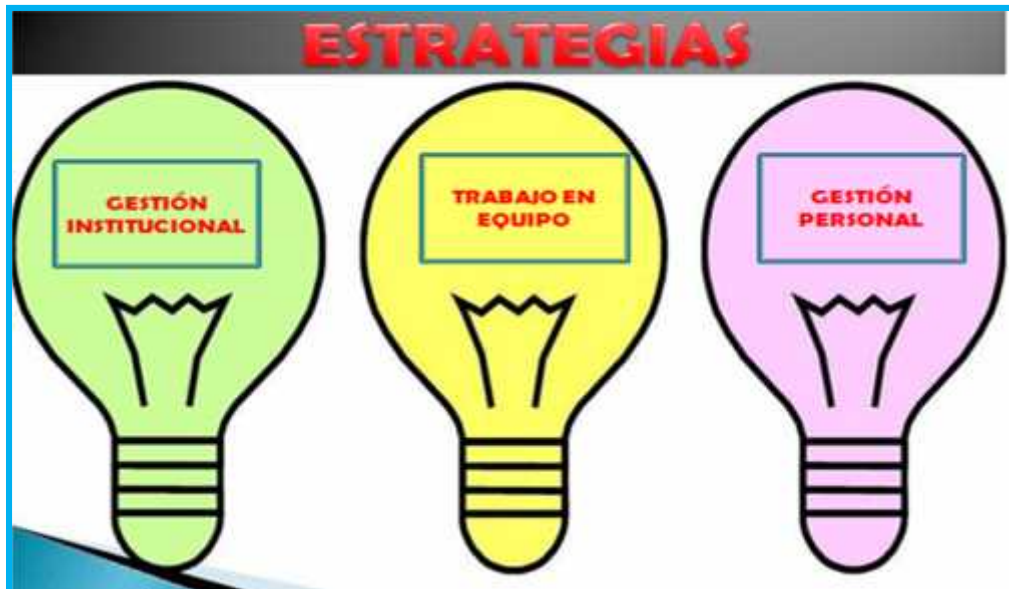 ESTRATEGIAS
GESTIÓN
INSTITUCIONAL
TRABAJO EN
EQUIPO
GESTIÓN
PERSONAL